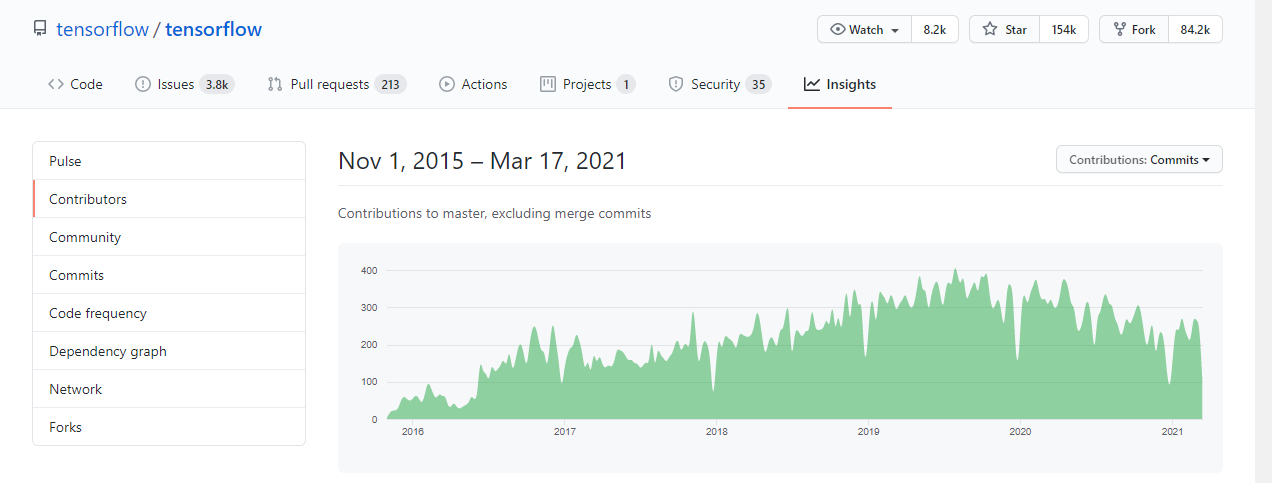 tensorflow / tensorflow
Watch 8.2k Star 154k Fork 84.2k
Code Issues 3.8k Pull requests 213 Actions Projects 1 Security 35 Insights
Pulse
Contributors
Community
Commits
Code frequency
Dependency graph
Network
Forks
Nov 1, 2015 – Mar 17, 2021
Contributions: Commits
Contributions to master, excluding merge commits
400
300
200
100
0
2016 2017 2018 2019 2020 2021